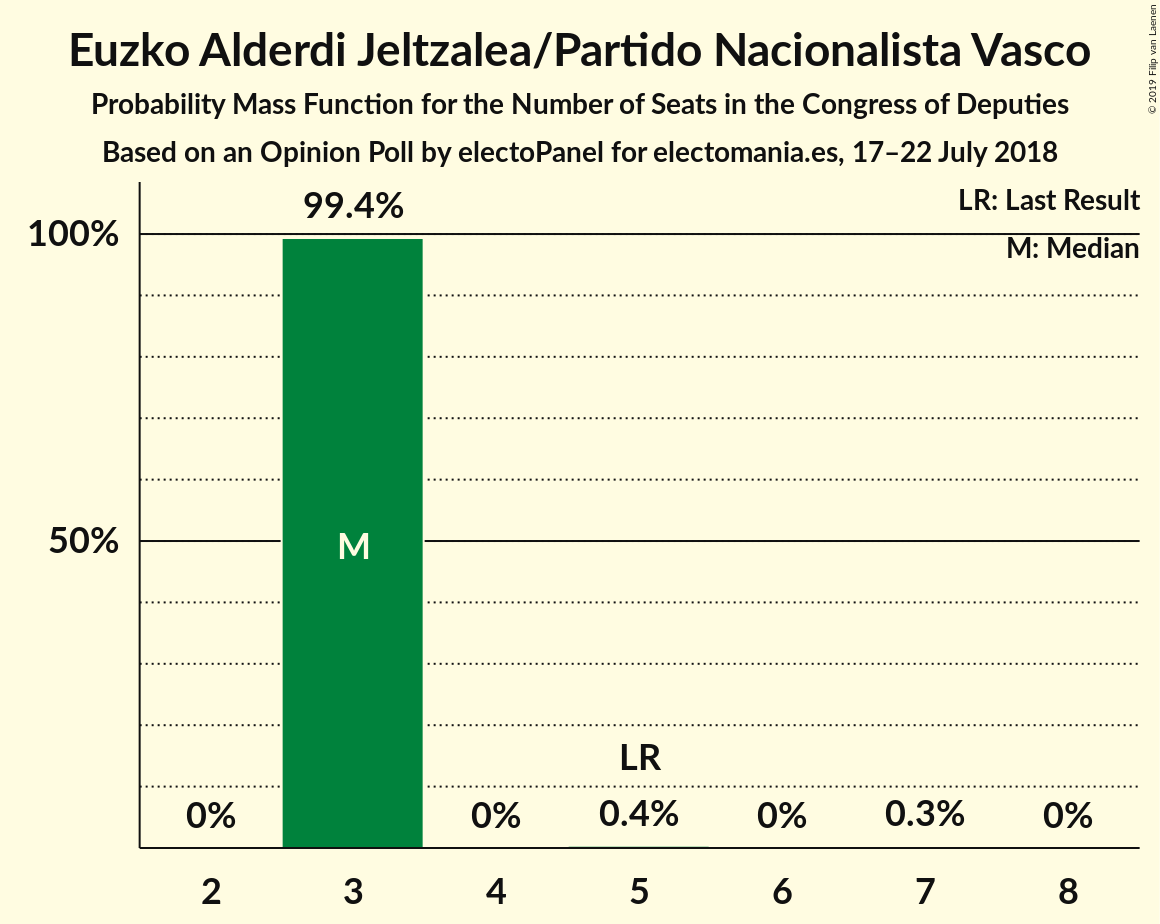 Euzko Alderdi Jeltzalea/Partido Nacionalista Vasco
Probability Mass Function for the Number of Seats in the Congress of Deputies
Based on an Opinion Poll by electoPanel for electomania.es, 17–22 July 2018
© 2019 Filip van Laenen
LR: Last Result
M: Median
99.4%
100%
50%
M
LR
0%
0%
0.4%
0%
0.3%
0%
2
3
4
5
6
7
8